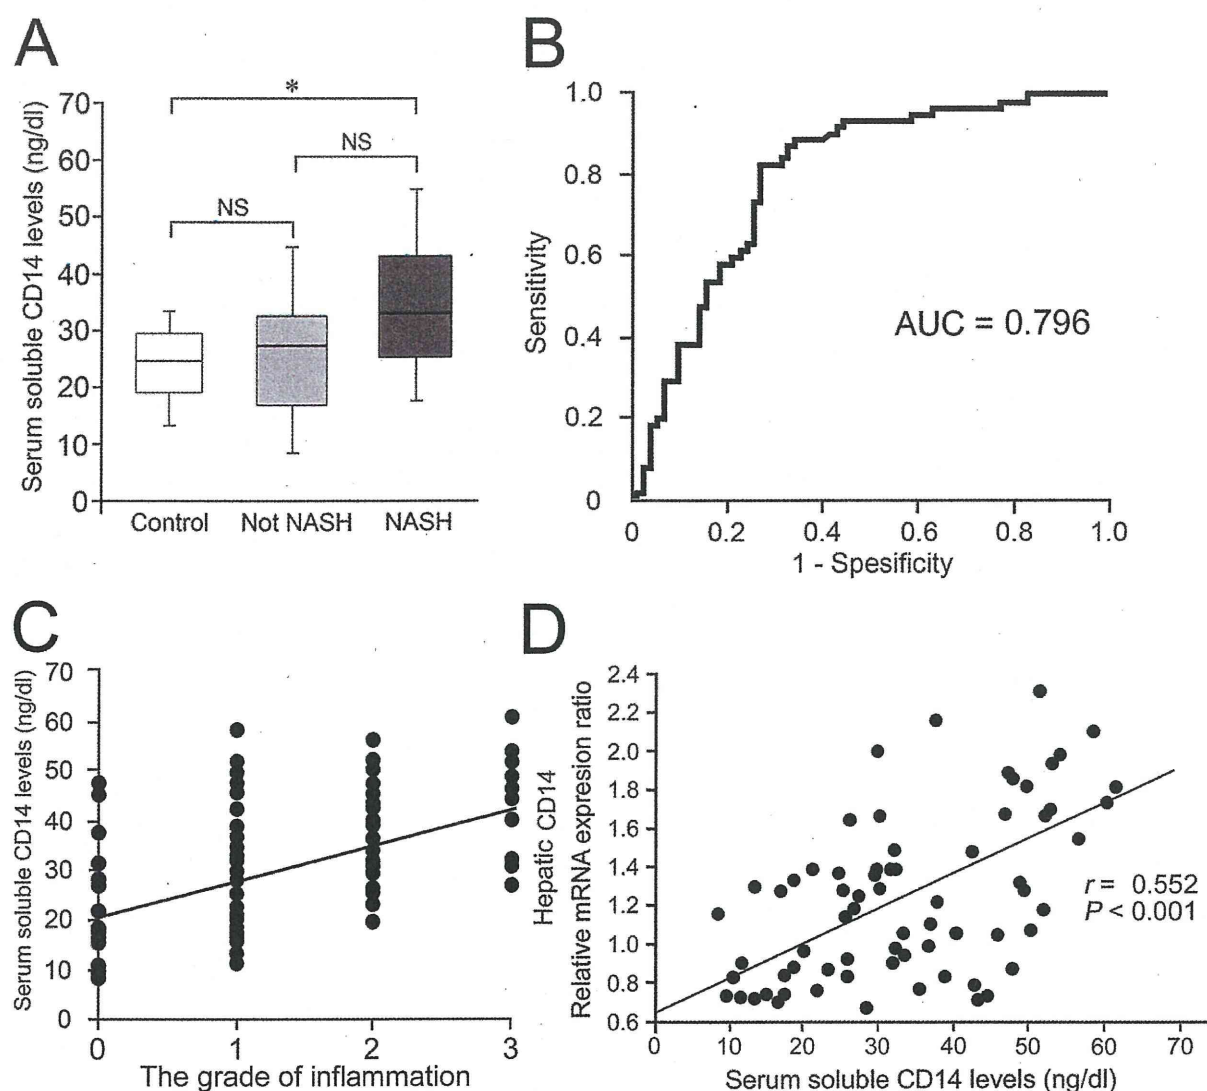 A
Serum soluble CD14 levels (ng/dl)
70
60
50
40
30
20
10
0
*
NS
NS
Control
Not NASH
NASH
B
Sensitivity
1.0
0.8
0.6
0.4
0.2
0
AUC = 0.796
0
0.2
0.4
0.6
0.8
1.0
1 - Spesificity
C
Serum soluble CD14 levels (ng/dl)
70
60
50
40
30
20
10
0
0
1
2
3
The grade of inflammation
D
Hepatic CD14
Relative mRNA expresion ratio
2.4
2.2
2.0
1.8
1.6
1.4
1.2
1.0
0.8
0.6
r = 0.552
P < 0.001
0
10
20
30
40
50
60
70
Serum soluble CD14 levels (ng/dl)